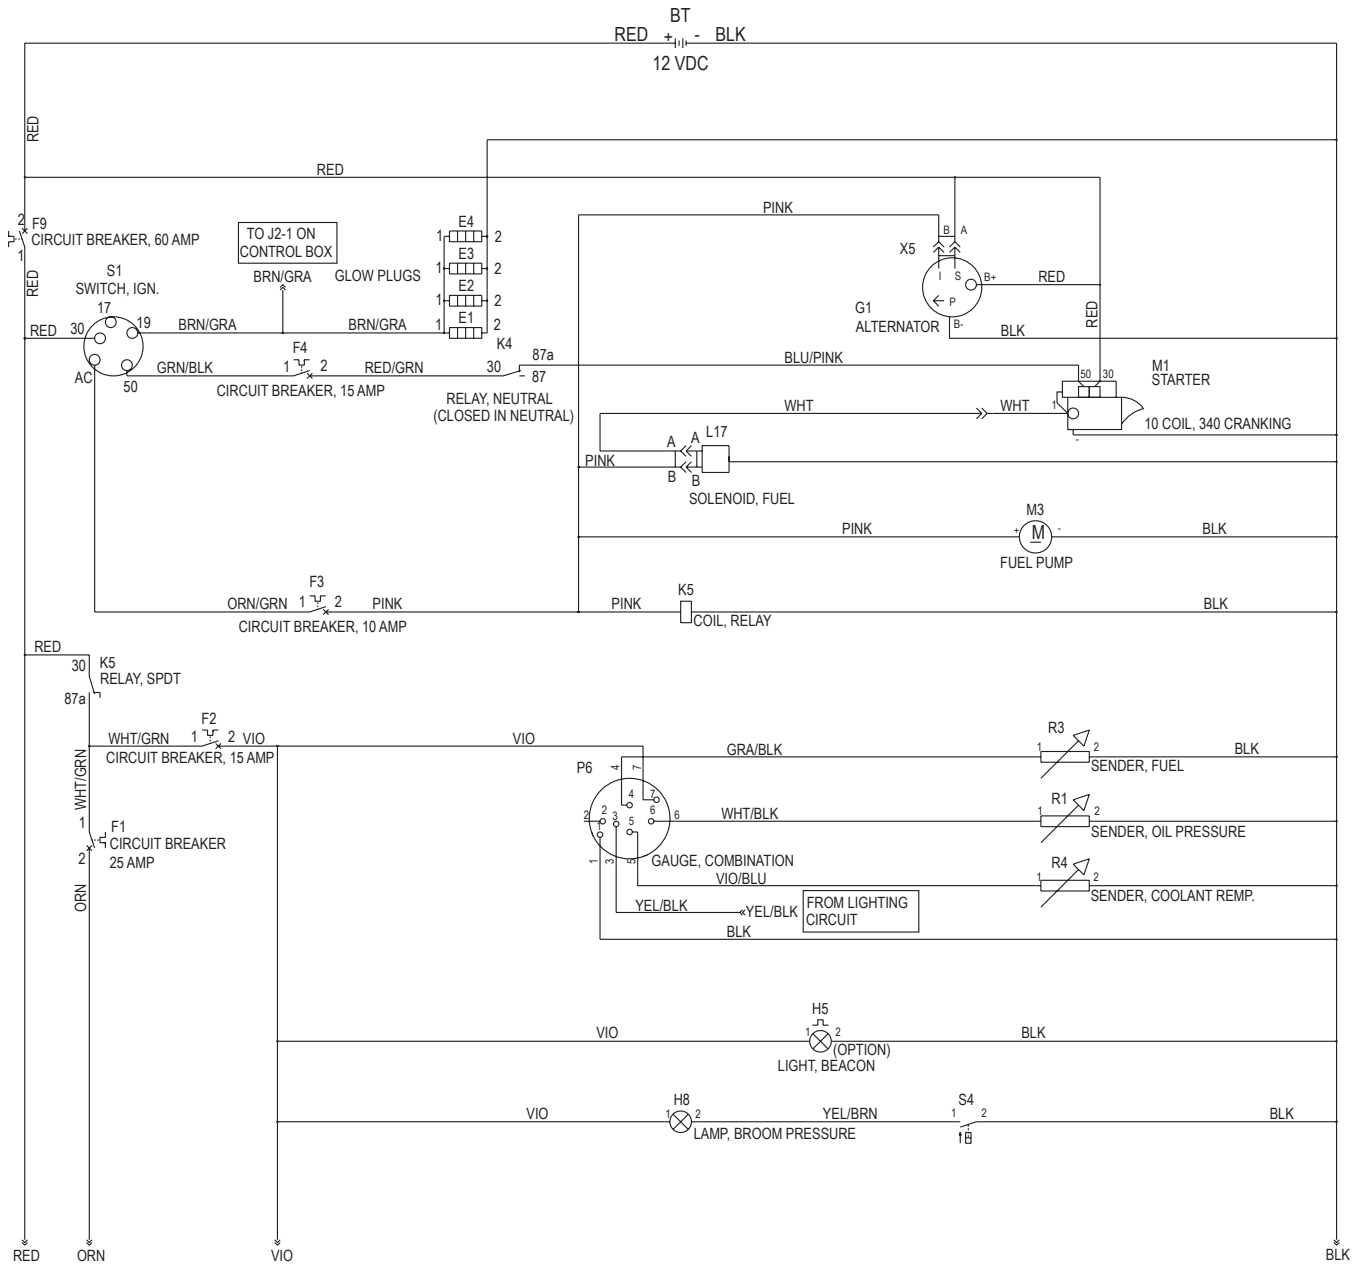 BT
RED + - BLK
12 VDC
RED
RED
PINK
2 F9
CIRCUIT BREAKER, 60 AMP
1
RED
TO J2-1 ON
CONTROL BOX
BRN/GRA
GLOW PLUGS
1 E4 2
1 E3 2
1 E2 2
1 E1 2
X5
B A
I S B+
P
B-
G1
ALTERNATOR
RED
RED
BLK
S1
SWITCH, IGN.
17
RED 30 19
BRN/GRA BRN/GRA
AC 50
GRN/BLK
F4
1 2
CIRCUIT BREAKER, 15 AMP
RED/GRN
K4
30 87a
87
RELAY, NEUTRAL
(CLOSED IN NEUTRAL)
BLU/PINK
50 30
M1
STARTER
WHT WHT 1
10 COIL, 340 CRANKING
-
L17
A A
PINK
B B
SOLENOID, FUEL
M3
PINK + M - BLK
FUEL PUMP
F3
ORN/GRN 1 2 PINK
CIRCUIT BREAKER, 10 AMP
PINK K5 BLK
COIL, RELAY
RED
30 K5
RELAY, SPDT
87a
F2
WHT/GRN 1 2 VIO
CIRCUIT BREAKER, 15 AMP
VIO
WHT/GRN
1 F1
CIRCUIT BREAKER
2 25 AMP
ORN
P6
4 7
4 7
2 2 3 5 6 6
1
1 3 5
GAUGE, COMBINATION
GRA/BLK
R3
1 2 BLK
SENDER, FUEL
WHT/BLK
R1
1 2
SENDER, OIL PRESSURE
VIO/BLU
R4
1 2
SENDER, COOLANT REMP.
YEL/BLK YEL/BLK
FROM LIGHTING
CIRCUIT
BLK
H5
VIO 1 2 BLK
(OPTION)
LIGHT, BEACON
H8
VIO 1 2 YEL/BRN
LAMP, BROOM PRESSURE
S4
1 2 BLK
RED ORN VIO BLK